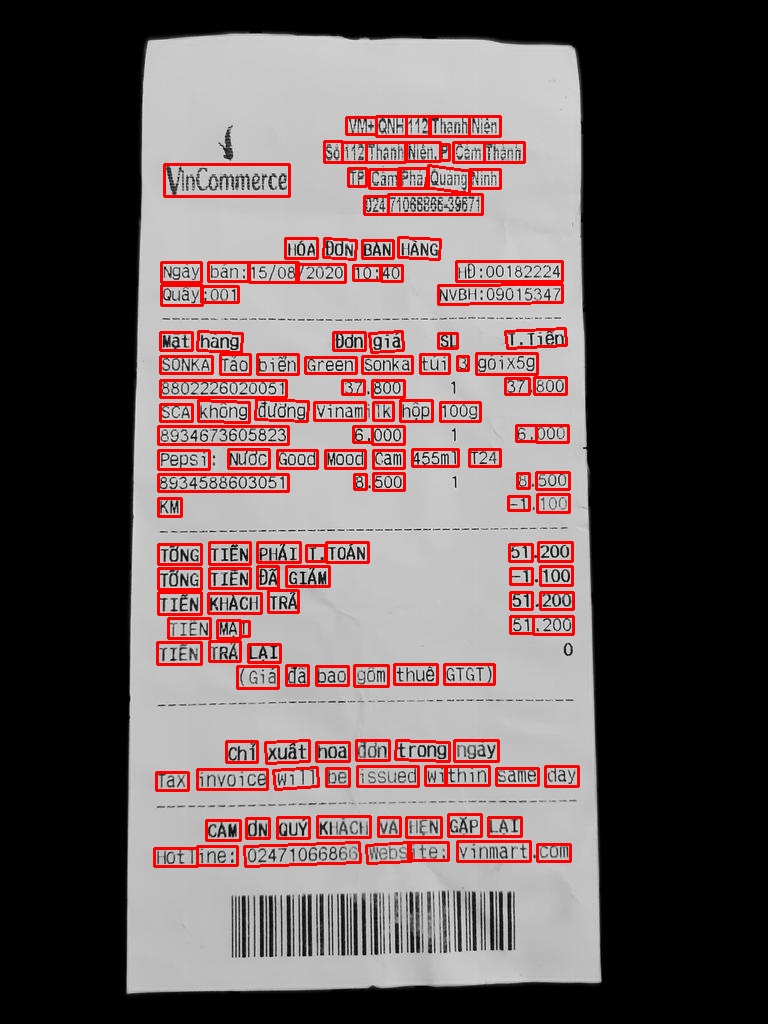 VM+ QNH 112 Thanh Niên
Số 112 Thanh Niên, P. Cẩm Thành
VinCommerce
TP. Cẩm Phả, Quảng Ninh
024 71066866-39671
HÓA ĐƠN BÁN HÀNG
Ngày bán: 15/08/2020 10:40 HĐ:00182224
Quầy:001 NVBH:09015347
Mặt hàng Đơn giá SL T.Tiền
SONKA Tảo biển Green Sonka túi 3 góix5g
8802226020051 37.800 1 37.800
SCA không đường Vinamilk hộp 100g
8934673605823 6.000 1 6.000
Pepsi: Nước Good Mood Cam 455ml T24
8934588603051 8.500 1 8.500
KM -1.100
TỔNG TIỀN PHẢI T.TOÁN 51.200
TỔNG TIỀN ĐÃ GIẢM -1.100
TIỀN KHÁCH TRẢ 51.200
TIỀN MẶT 51.200
TIỀN TRẢ LẠI 0
(Giá đã bao gồm thuế GTGT)
Chỉ xuất hóa đơn trong ngày
Tax invoice will be issued within same day
CẢM ƠN QUÝ KHÁCH VÀ HẸN GẶP LẠI
Hotline: 02471066866 Website: vinmart.com